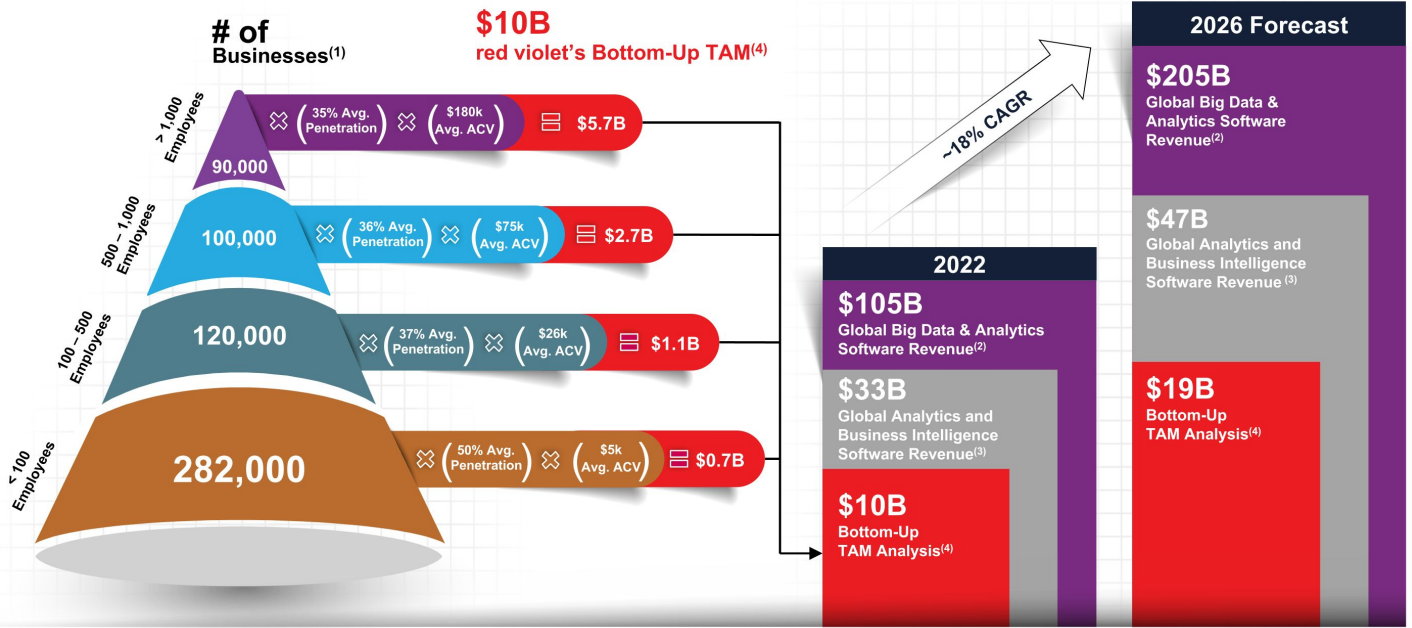 # of
Businesses(1)
$10B
red violet's Bottom-Up TAM(4)
> 1,000
Employees
90,000
35% Avg.
Penetration
$180k
Avg. ACV
$5.7B
500 – 1,000
Employees
100,000
36% Avg.
Penetration
$75k
Avg. ACV
$2.7B
100 – 500
Employees
120,000
37% Avg.
Penetration
$26k
Avg. ACV
$1.1B
< 100
Employees
282,000
50% Avg.
Penetration
$5k
Avg. ACV
$0.7B
~18% CAGR
2022
$105B
Global Big Data & Analytics
Software Revenue(2)
$33B
Global Analytics and
Business Intelligence
Software Revenue(3)
$10B
Bottom-Up
TAM Analysis(4)
2026 Forecast
$205B
Global Big Data &
Analytics Software
Revenue(2)
$47B
Global Analytics and
Business Intelligence
Software Revenue (3)
$19B
Bottom-Up
TAM Analysis(4)